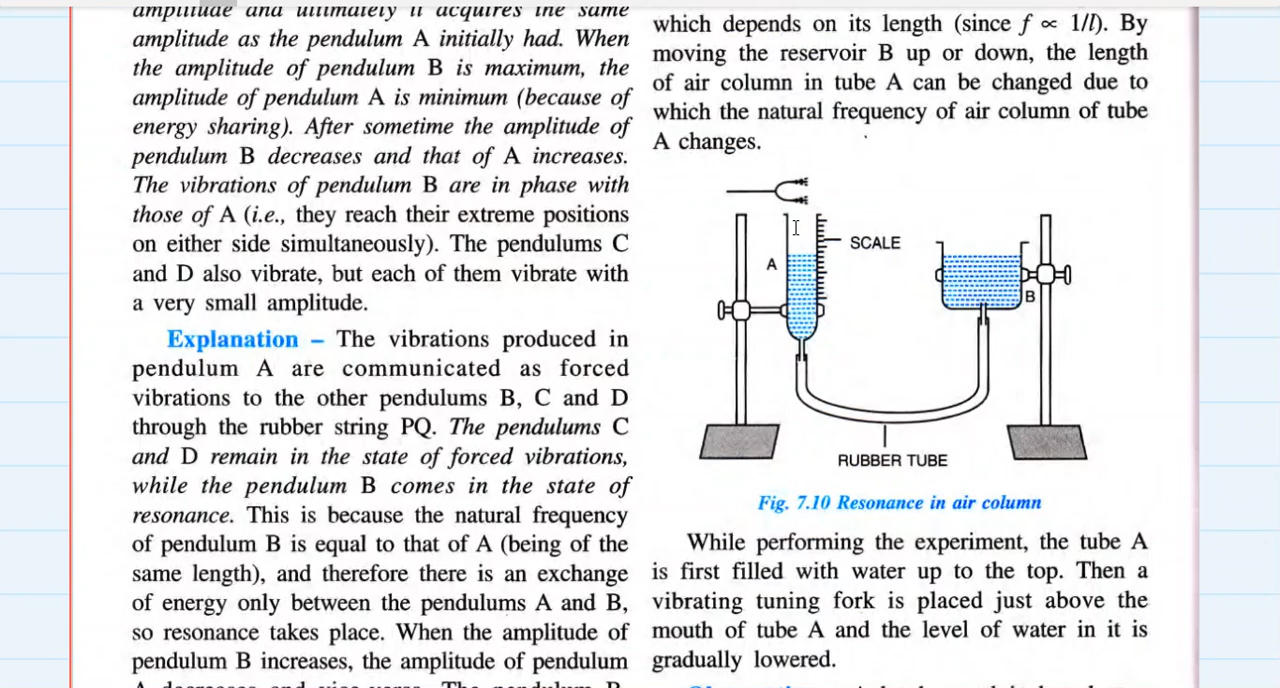 amplitude and ultimately it acquires the same
amplitude as the pendulum A initially had. When
the amplitude of pendulum B is maximum, the
amplitude of pendulum A is minimum (because of
energy sharing). After sometime the amplitude of
pendulum B decreases and that of A increases.
The vibrations of pendulum B are in phase with
those of A (i.e., they reach their extreme positions
on either side simultaneously). The pendulums C
and D also vibrate, but each of them vibrate with
a very small amplitude.
Explanation – The vibrations produced in
pendulum A are communicated as forced
vibrations to the other pendulums B, C and D
through the rubber string PQ. The pendulums C
and D remain in the state of forced vibrations,
while the pendulum B comes in the state of
resonance. This is because the natural frequency
of pendulum B is equal to that of A (being of the
same length), and therefore there is an exchange
of energy only between the pendulums A and B,
so resonance takes place. When the amplitude of
pendulum B increases, the amplitude of pendulum
which depends on its length (since f ∝ 1/l). By
moving the reservoir B up or down, the length
of air column in tube A can be changed due to
which the natural frequency of air column of tube
A changes.
SCALE
A
B
RUBBER TUBE
Fig. 7.10 Resonance in air column
While performing the experiment, the tube A
is first filled with water up to the top. Then a
vibrating tuning fork is placed just above the
mouth of tube A and the level of water in it is
gradually lowered.